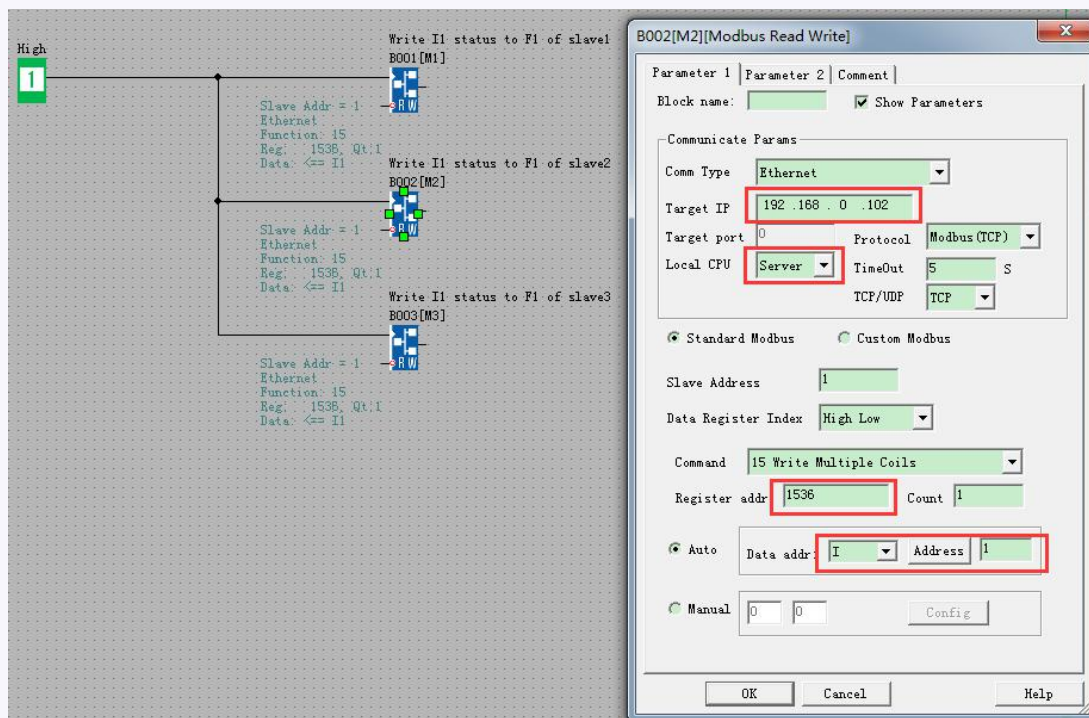 High
1
Write I1 status to F1 of slave1
B001[M1]
RW
Slave Addr = 1
Ethernet
Function: 15
Reg: 1536, Qt:1
Data: <== I1
Write I1 status to F1 of slave2
B002[M2]
RW
Slave Addr = 1
Ethernet
Function: 15
Reg: 1536, Qt:1
Data: <== I1
Write I1 status to F1 of slave3
B003[M3]
RW
Slave Addr = 1
Ethernet
Function: 15
Reg: 1536, Qt:1
Data: <== I1
B002[M2][Modbus Read Write]
Parameter 1 Parameter 2 Comment
Block name: Show Parameters
Communicate Params
Comm Type Ethernet
Target IP 192 .168 . 0 .102
Target port 0 Protocol Modbus(TCP)
Local CPU Server TimeOut 5 S
TCP/UDP TCP
Standard Modbus Custom Modbus
Slave Address 1
Data Register Index High Low
Command 15 Write Multiple Coils
Register addr 1536 Count 1
Auto Data addr: I Address 1
Manual 0 0 Config
OK Cancel Help